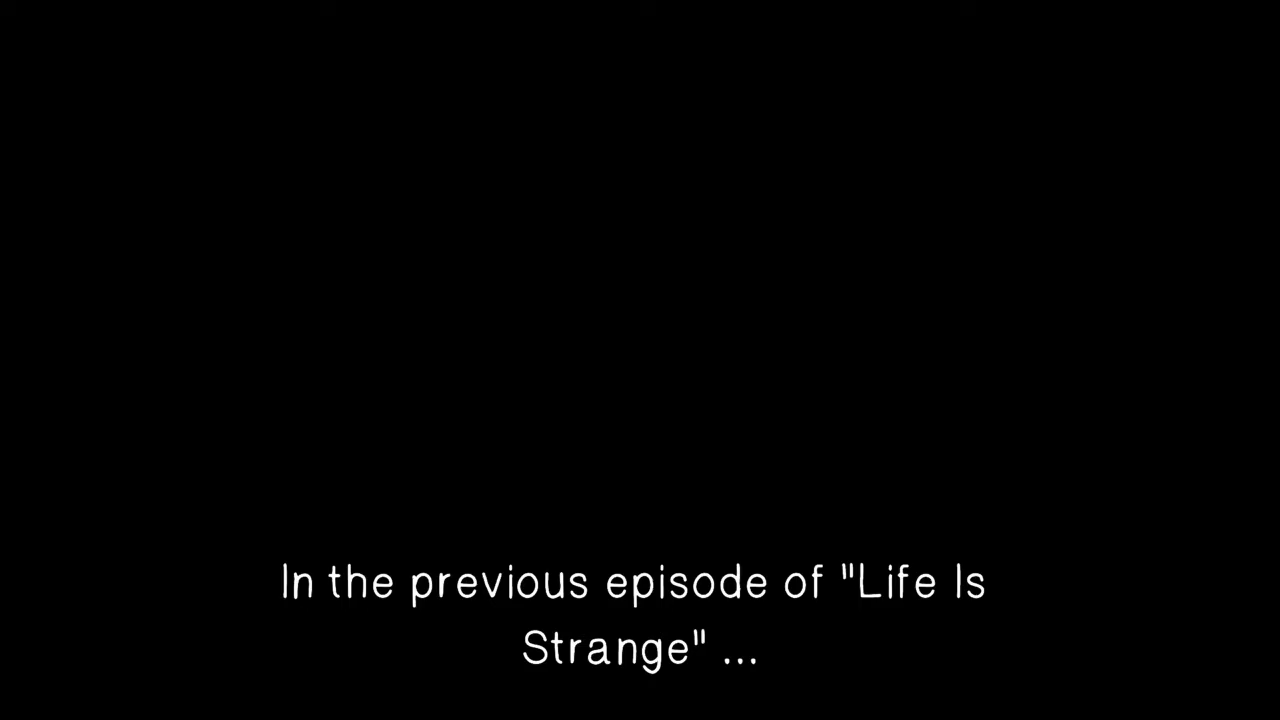 In the previous episode of "Life Is
Strange" ...